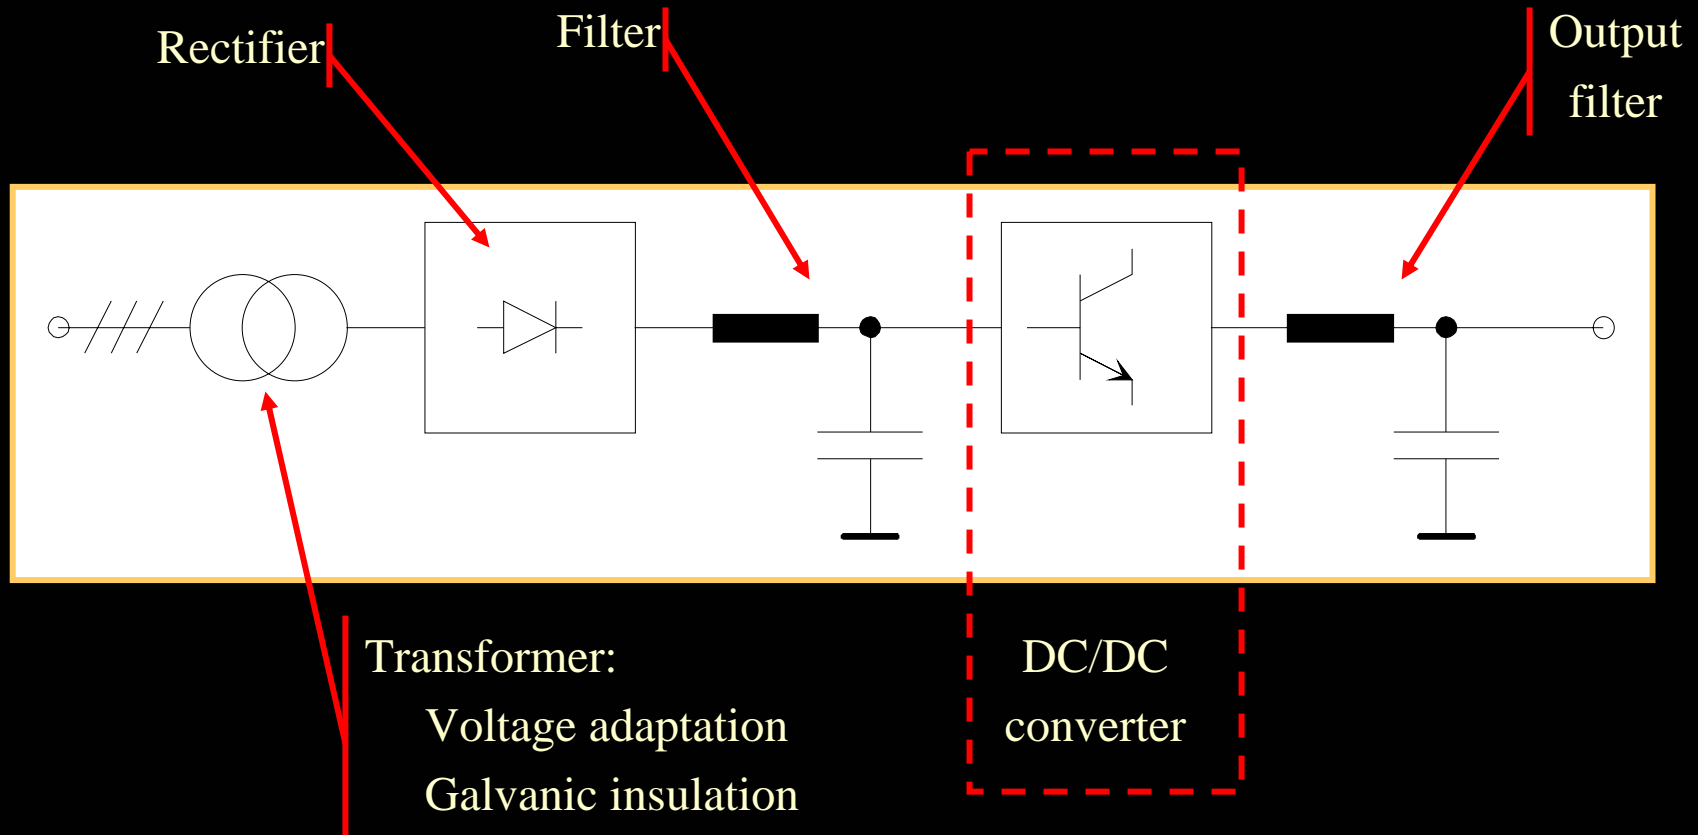 Rectifier
Filter
Output
filter
Transformer:
Voltage adaptation
Galvanic insulation
DC/DC
converter